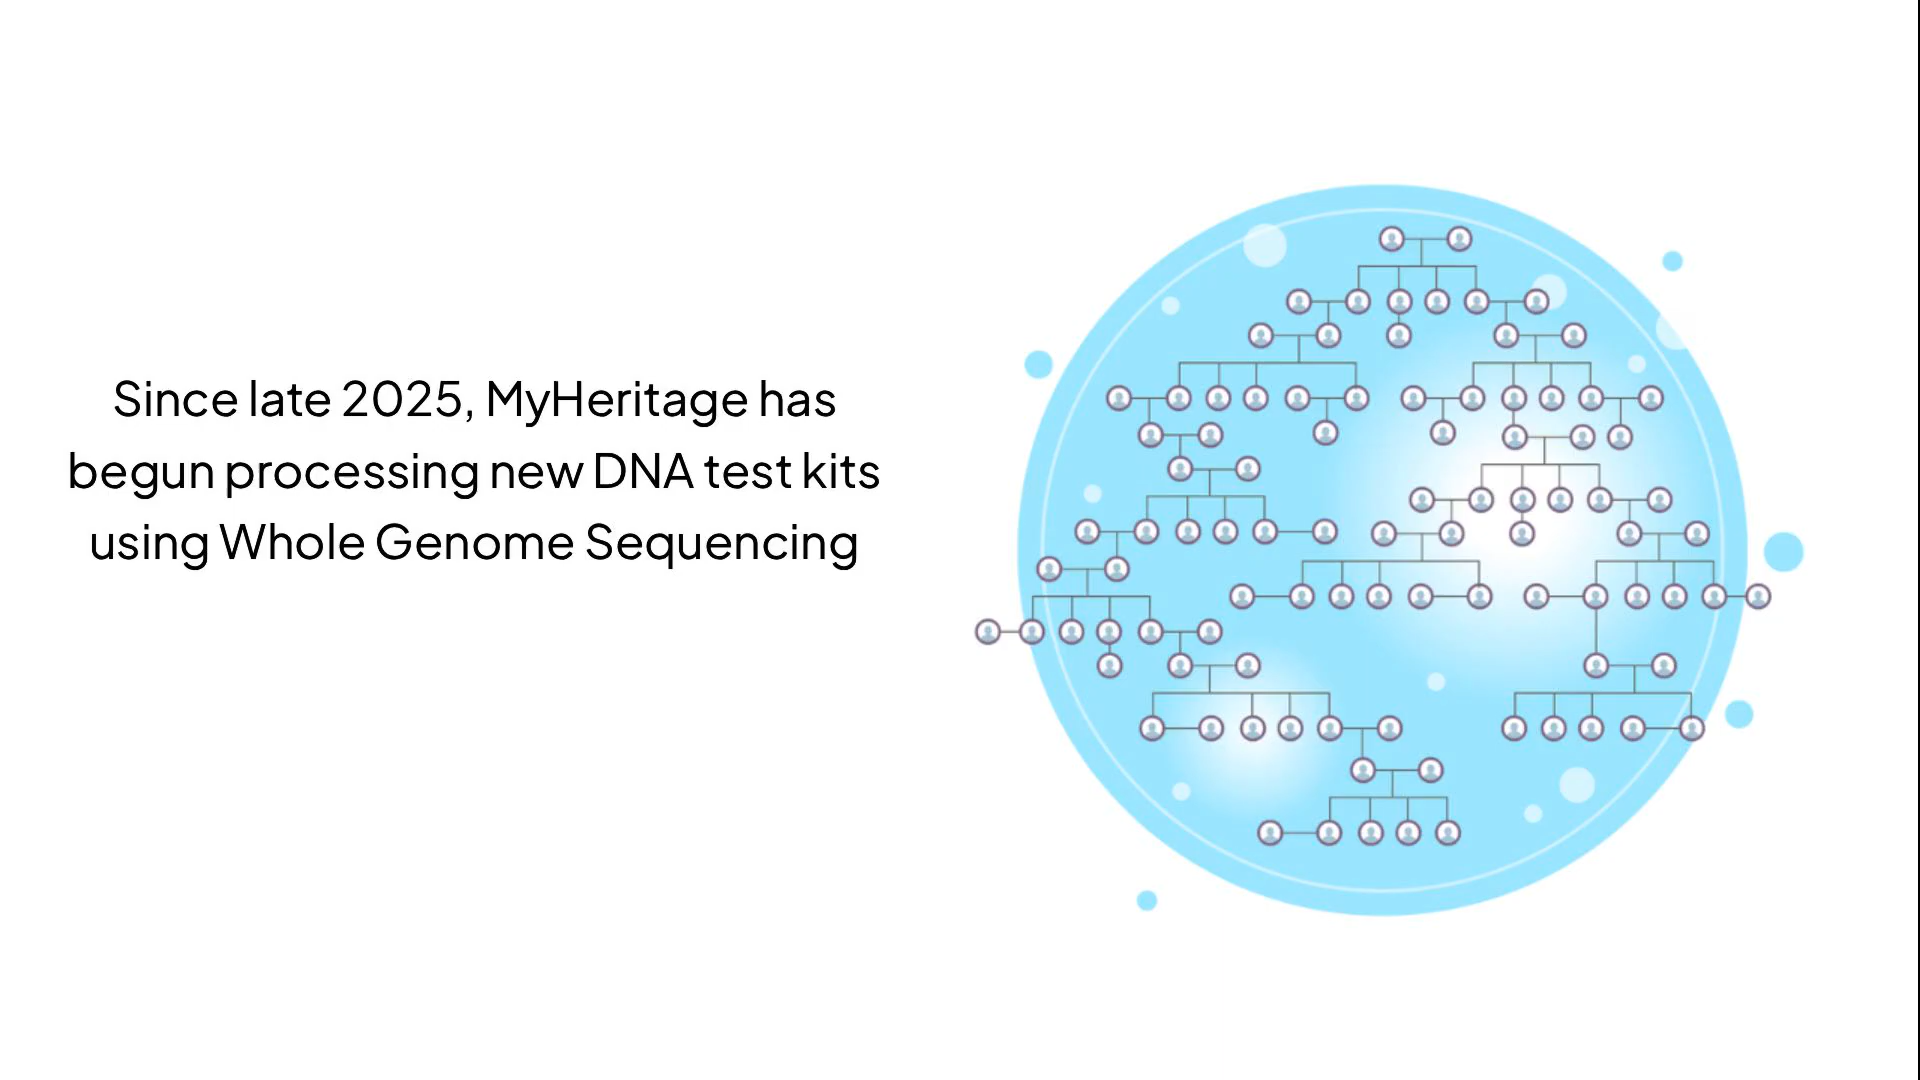 Since late 2025, MyHeritage has
begun processing new DNA test kits
using Whole Genome Sequencing